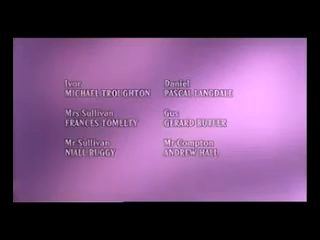 Ivor
MICHAEL TROUGHTON
Daniel
PASCAL LANGDALE
Mrs Sullivan
FRANCES TOMELTY
Gus
GERARD BUTLER
Mr Sullivan
NIALL BUGGY
Mr Compton
ANDREW HALL